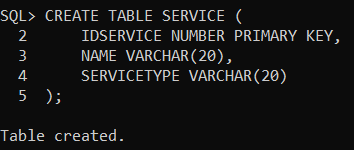 SQL> CREATE TABLE SERVICE (
  2      IDSERVICE NUMBER PRIMARY KEY,
  3      NAME VARCHAR(20),
  4      SERVICETYPE VARCHAR(20)
  5  );
Table created.